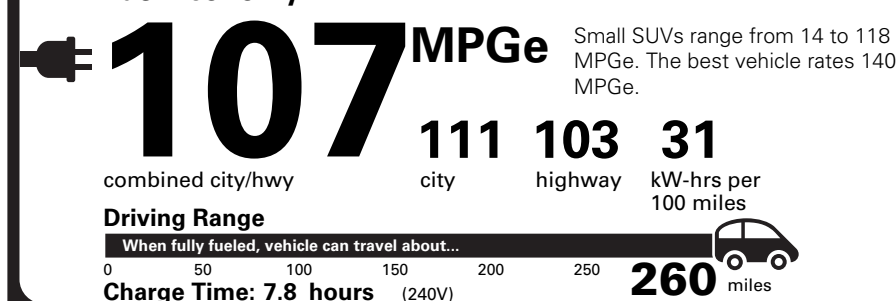 107 MPGe
Small SUVs range from 14 to 118
MPGe. The best vehicle rates 140
MPGe.
111 103 31
combined city/hwy city highway kW-hrs per
100 miles
Driving Range
When fully fueled, vehicle can travel about...
0 50 100 150 200 250 260 miles
Charge Time: 7.8 hours (240V)